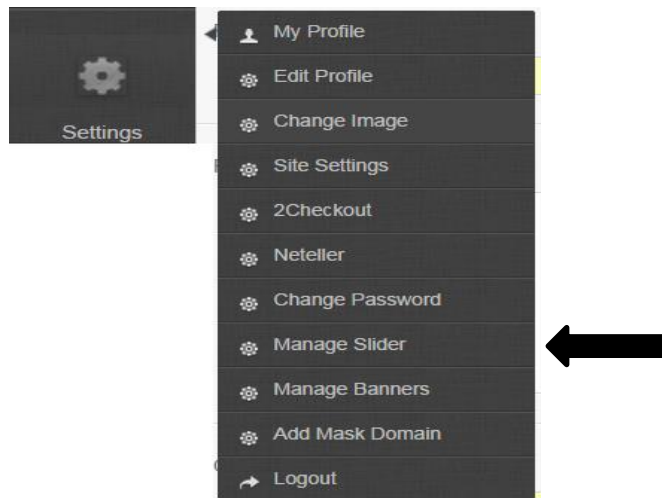 Settings
My Profile
Edit Profile
Change Image
Site Settings
2Checkout
Neteller
Change Password
Manage Slider
Manage Banners
Add Mask Domain
Logout